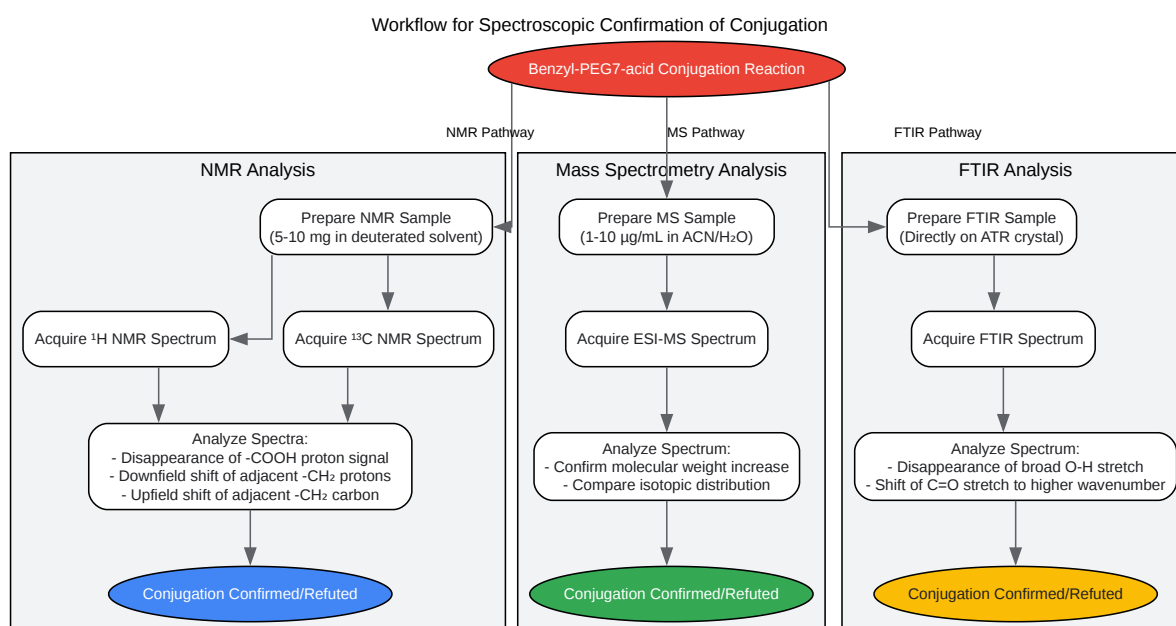 Workflow for Spectroscopic Confirmation of Conjugation
Benzyl-PEG7-acid Conjugation Reaction
NMR Pathway
MS Pathway
FTIR Pathway
NMR Analysis
Mass Spectrometry Analysis
FTIR Analysis
Prepare NMR Sample
(5-10 mg in deuterated solvent)
Prepare MS Sample
(1-10 µg/mL in ACN/H₂O)
Prepare FTIR Sample
(Directly on ATR crystal)
Acquire ¹H NMR Spectrum
Acquire ¹³C NMR Spectrum
Acquire ESI-MS Spectrum
Acquire FTIR Spectrum
Analyze Spectra:
- Disappearance of -COOH proton signal
- Downfield shift of adjacent -CH₂ protons
- Upfield shift of adjacent -CH₂ carbon
Analyze Spectrum:
- Confirm molecular weight increase
- Compare isotopic distribution
Analyze Spectrum:
- Disappearance of broad O-H stretch
- Shift of C=O stretch to higher wavenumber
Conjugation Confirmed/Refuted
Conjugation Confirmed/Refuted
Conjugation Confirmed/Refuted